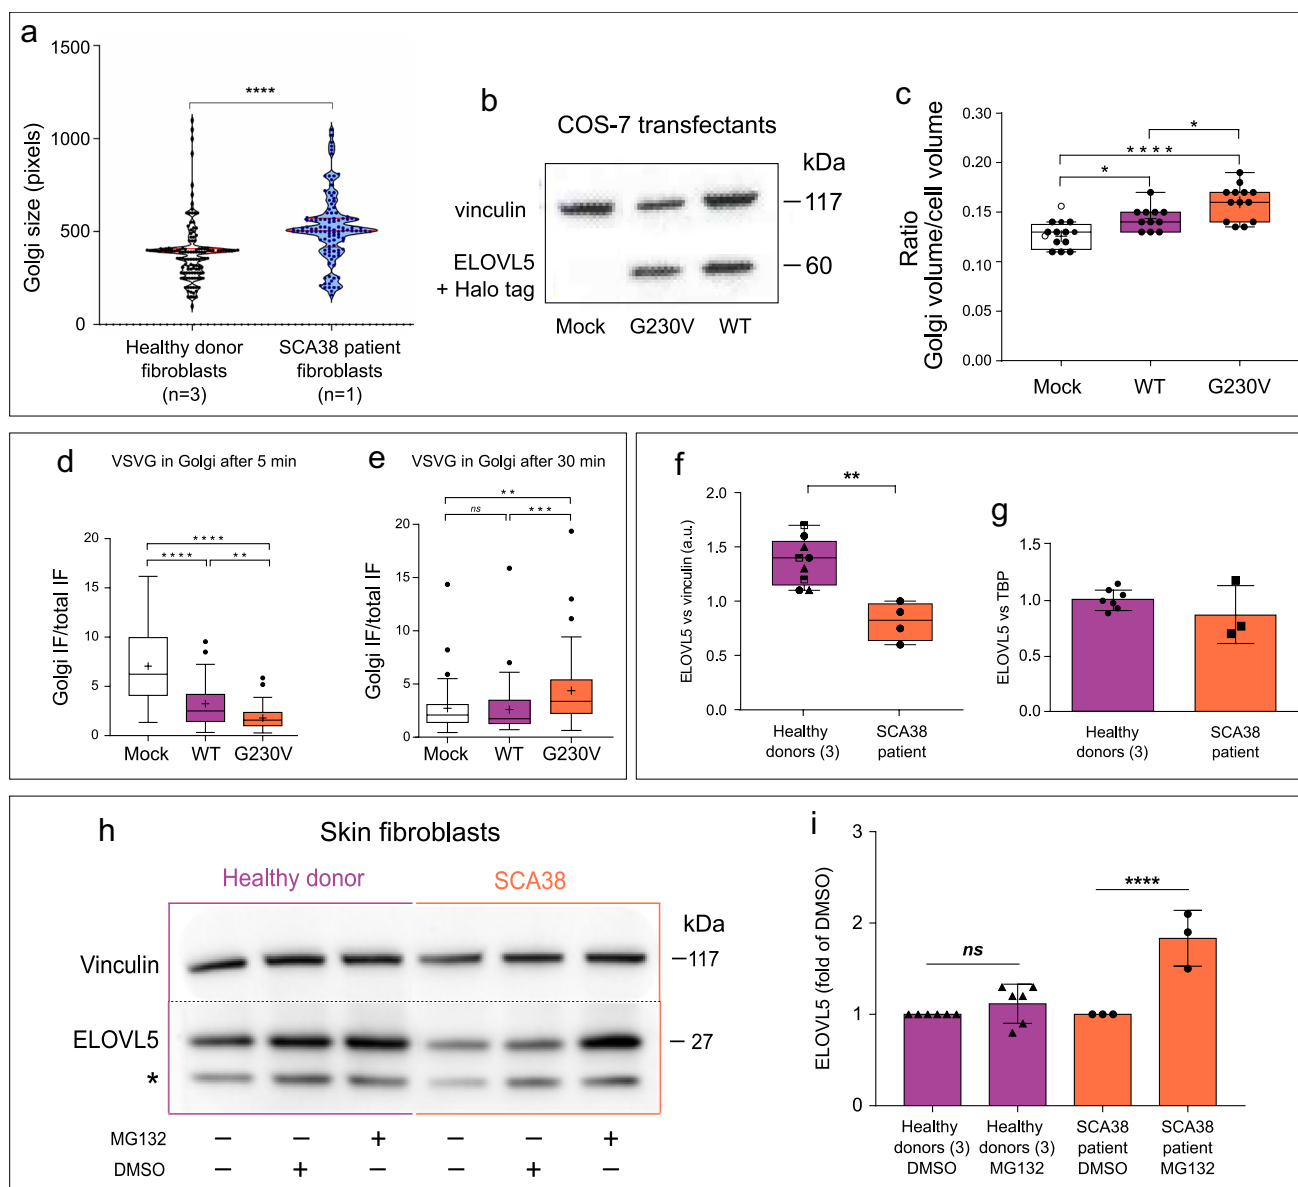 a
1500
1000
500
0
Golgi size (pixels)
****
Healthy donor
fibroblasts
(n=3)
SCA38 patient
fibroblasts
(n=1)
b
COS-7 transfectants
kDa
vinculin
117
ELOVL5
+ Halo tag
60
Mock
G230V
WT
c
Ratio
Golgi volume/cell volume
0.20
0.30
0.15
0.10
0.00
*
* * * *
*
Mock
WT
G230V
d
VSVG in Golgi after 5 min
Golgi IF/total IF
20
15
10
5
0
* * * *
* * * *
* *
Mock
WT
G230V
e
VSVG in Golgi after 30 min
Golgi IF/total IF
20
15
10
5
0
* *
ns
* * *
Mock
WT
G230V
f
ELOVL5 vs vinculin (a.u.)
2.0
1.5
1.0
0.5
0.0
**
Healthy
donors (3)
SCA38
patient
g
ELOVL5 vs TBP
1.5
1.0
0.5
0.0
Healthy
donors (3)
SCA38
patient
h
Skin fibroblasts
Healthy donor
SCA38
kDa
Vinculin
117
ELOVL5
27
*
MG132 − − + − − +
DMSO − + − − + −
i
ELOVL5 (fold of DMSO)
3
2
1
0
ns
****
Healthy
donors (3)
DMSO
Healthy
donors (3)
MG132
SCA38
patient
DMSO
SCA38
patient
MG132